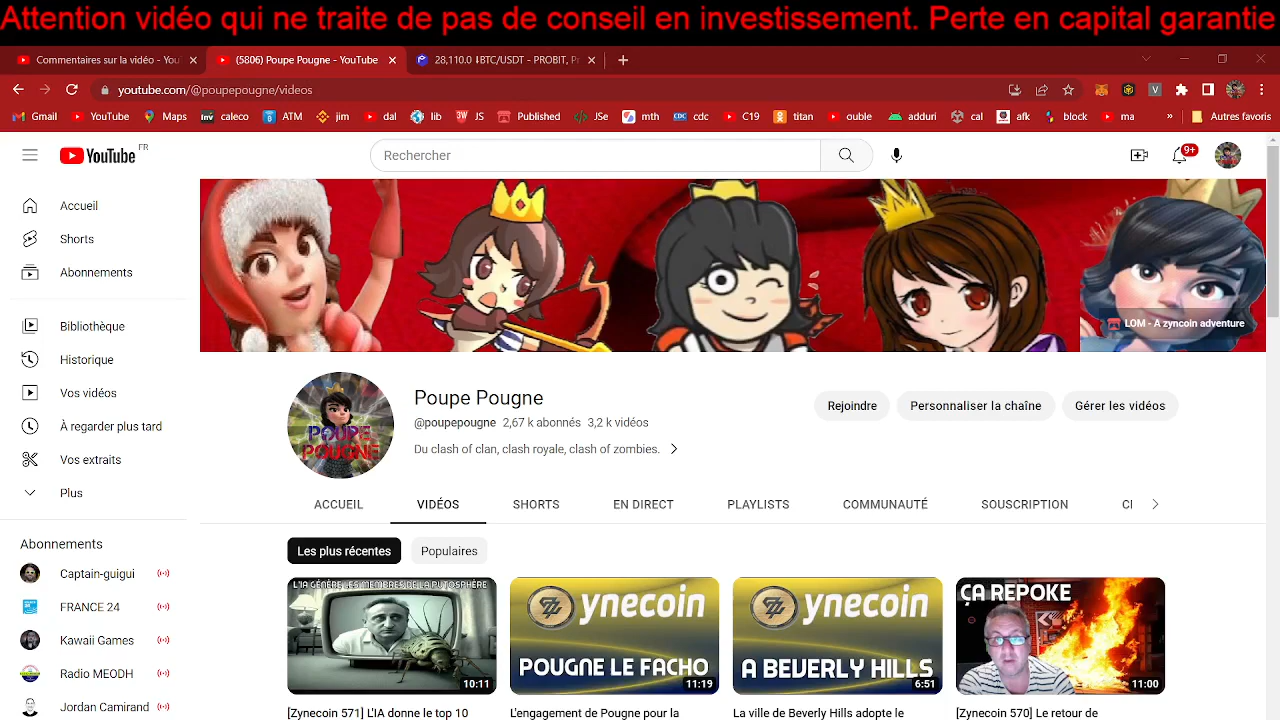 Attention vidéo qui ne traite de pas de conseil en investissement. Perte en capital garantie
Commentaires sur la vidéo - You
(5806) Poupe Pougne - YouTube
28,110.0 BTC/USDT - PROBIT, P
youtube.com/@poupepougne/videos
Gmail YouTube Maps caleco ATM jim dal lib JS Published JSe mth cdc C19 titan ouble adduri cal afk block ma » Autres favoris
YouTube FR
Rechercher
9+
Accueil
Shorts
Abonnements
Bibliothèque
Historique
Vos vidéos
À regarder plus tard
Vos extraits
Plus
Abonnements
Captain-guigui
FRANCE 24
Kawaii Games
Radio MEODH
Jordan Camirand
LOM - A zyncoin adventure
POUPE
POUGNE
Poupe Pougne
@poupepougne 2,67 k abonnés 3,2 k vidéos
Du clash of clan, clash royale, clash of zombies.
Rejoindre Personnaliser la chaîne Gérer les vidéos
ACCUEIL VIDÉOS SHORTS EN DIRECT PLAYLISTS COMMUNAUTÉ SOUSCRIPTION
Les plus récentes Populaires
L'IA GÉNÈRE LES MEMBRES DE LA PUTOSPHÈRE
10:11
ynecoin
POUGNE LE FACHO
11:19
ynecoin
A BEVERLY HILLS
6:51
ÇA REPOKE
11:00
[Zynecoin 571] L'IA donne le top 10
L'engagement de Pougne pour la
La ville de Beverly Hills adopte le
[Zynecoin 570] Le retour de